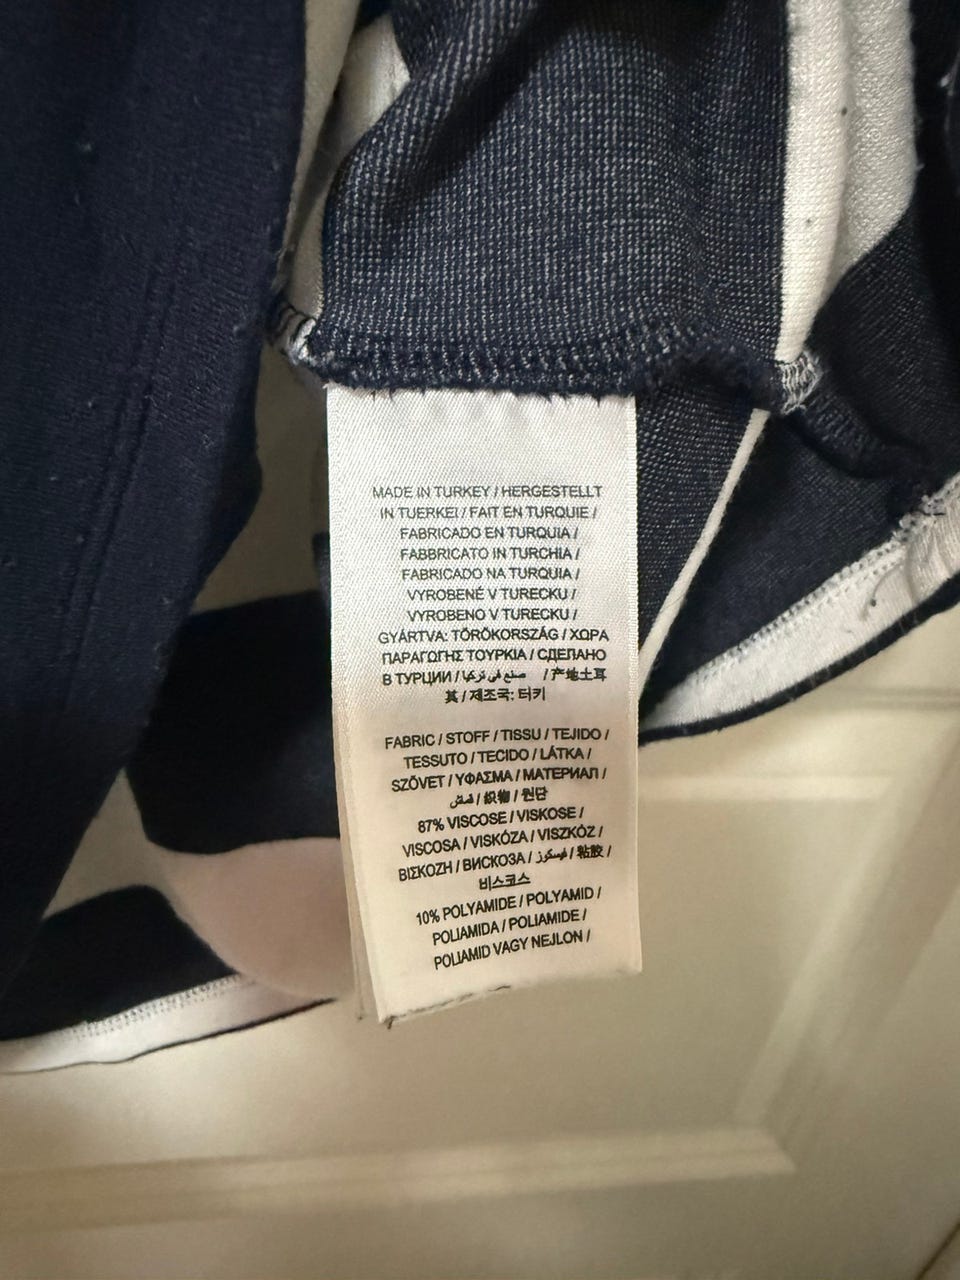 MADE IN TURKEY / HERGESTELLT
IN TUERKEI / FAIT EN TURQUIE /
FABRICADO EN TURQUIA /
FABBRICATO IN TURCHIA /
FABRICADO NA TURQUIA /
VYROBENÉ V TURECKU /
VYROBENO V TURECKU /
GYÁRTVA: TÖRÖKORSZÁG / ΧΩΡΑ
ΠΑΡΑΓΩΓΗΣ ΤΟΥΡΚΙΑ / СДЕЛАНО
В ТУРЦИИ / صنع في تركيا / 产地土耳
其 / 제조국: 터키
FABRIC / STOFF / TISSU / TEJIDO /
TESSUTO / TECIDO / LÁTKA /
SZÖVET / ΥΦΑΣΜΑ / МАТЕРИАЛ /
قماش / 织物 / 원단
87% VISCOSE / VISKOSE /
VISCOSA / VISKÓZA / VISZKÓZ /
ΒΙΣΚΟΖΗ / ВИСКОЗА / فيسكوز / 粘胶 /
비스코스
10% POLYAMIDE / POLYAMID /
POLIAMIDA / POLIAMIDE /
POLIAMID VAGY NEJLON /